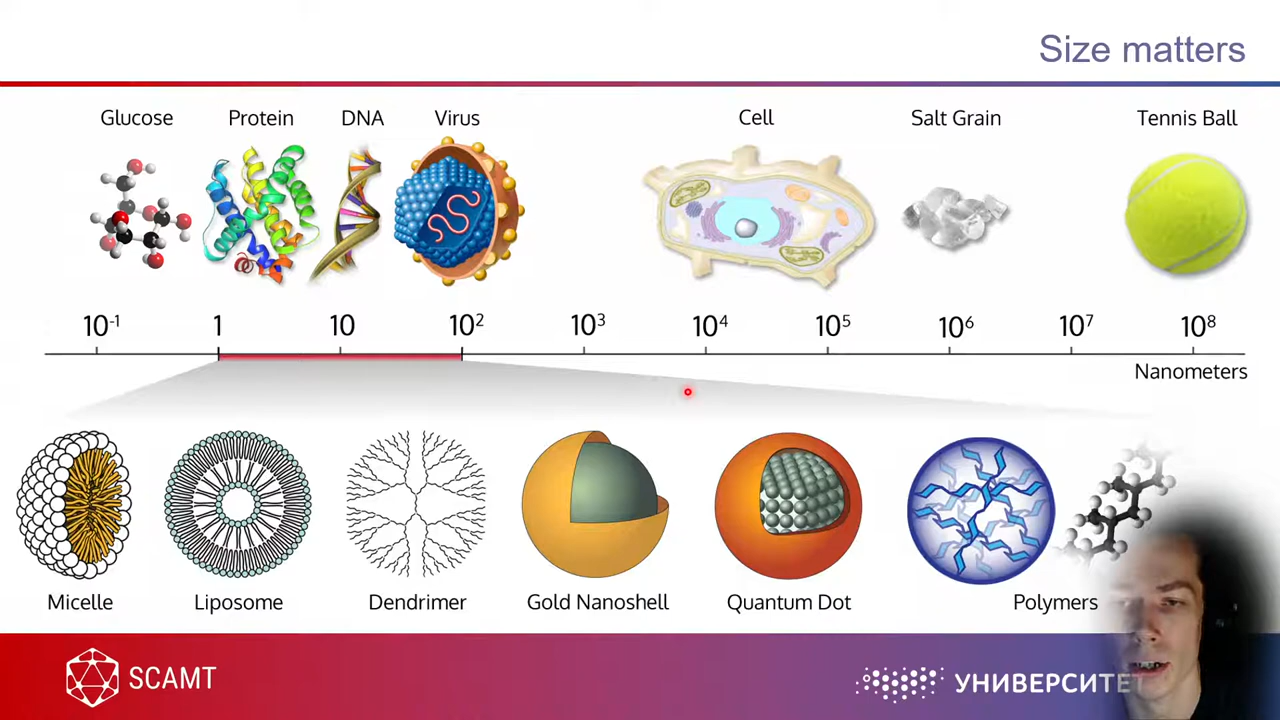 Size matters
Glucose Protein DNA Virus Cell Salt Grain Tennis Ball
10⁻¹ 1 10 10² 10³ 10⁴ 10⁵ 10⁶ 10⁷ 10⁸
Nanometers
Micelle Liposome Dendrimer Gold Nanoshell Quantum Dot Polymers
SCAMT
УНИВЕРСИТЕТ